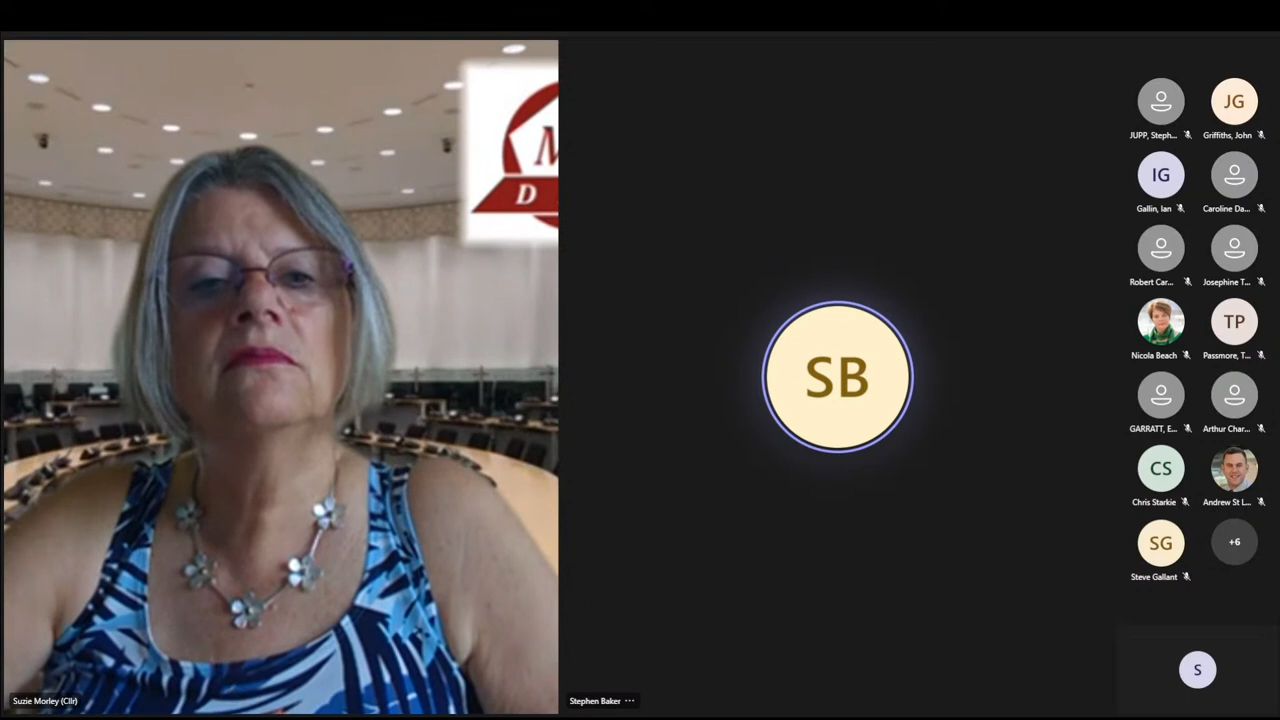 M
D
Suzie Morley (Cllr)
SB
Stephen Baker
JUPP, Steph...
JG
Griffiths, John
IG
Gallin, Ian
Caroline Da...
Robert Car...
Josephine T...
Nicola Beach
TP
Passmore, T...
GARRATT, E...
Arthur Char...
CS
Chris Starkie
Andrew St L...
SG
Steve Gallant
+6
S